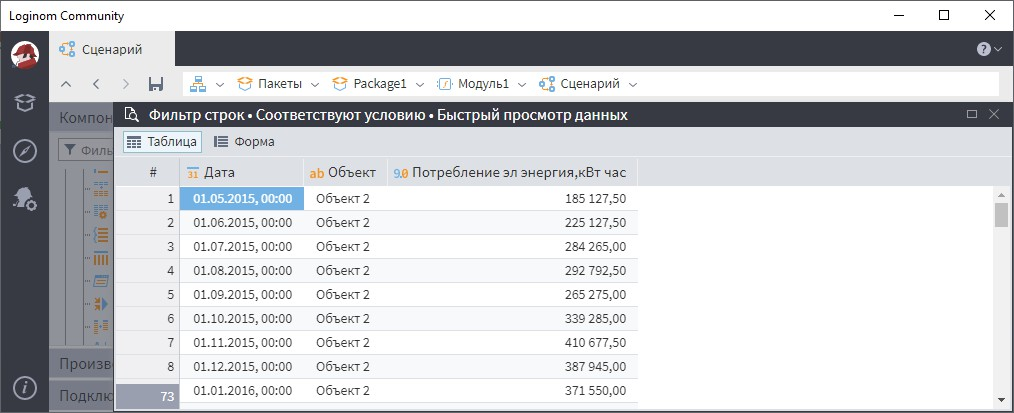 Loginom Community
Сценарий
Пакеты Package1 Модуль1 Сценарий
Компон
Фильтр строк • Соответствуют условию • Быстрый просмотр данных
Филь
Таблица Форма
# 31 Дата ab Объект 9.0 Потребление эл энергия,кВт час
1 01.05.2015, 00:00 Объект 2 185 127,50
2 01.06.2015, 00:00 Объект 2 225 127,50
3 01.07.2015, 00:00 Объект 2 284 265,00
4 01.08.2015, 00:00 Объект 2 292 792,50
5 01.09.2015, 00:00 Объект 2 265 275,00
6 01.10.2015, 00:00 Объект 2 339 285,00
7 01.11.2015, 00:00 Объект 2 410 677,50
8 01.12.2015, 00:00 Объект 2 387 945,00
73 01.01.2016, 00:00 Объект 2 371 550,00
Произв
Подклю